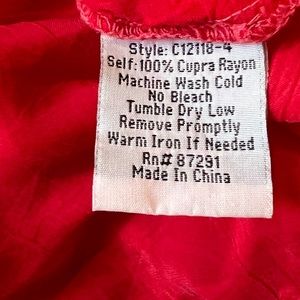 Style: C12118-4
Self:100% Cupra Rayon
Machine Wash Cold
No Bleach
Tumble Dry Low
Remove Promptly
Warm Iron If Needed
Rn# 87291
Made In China